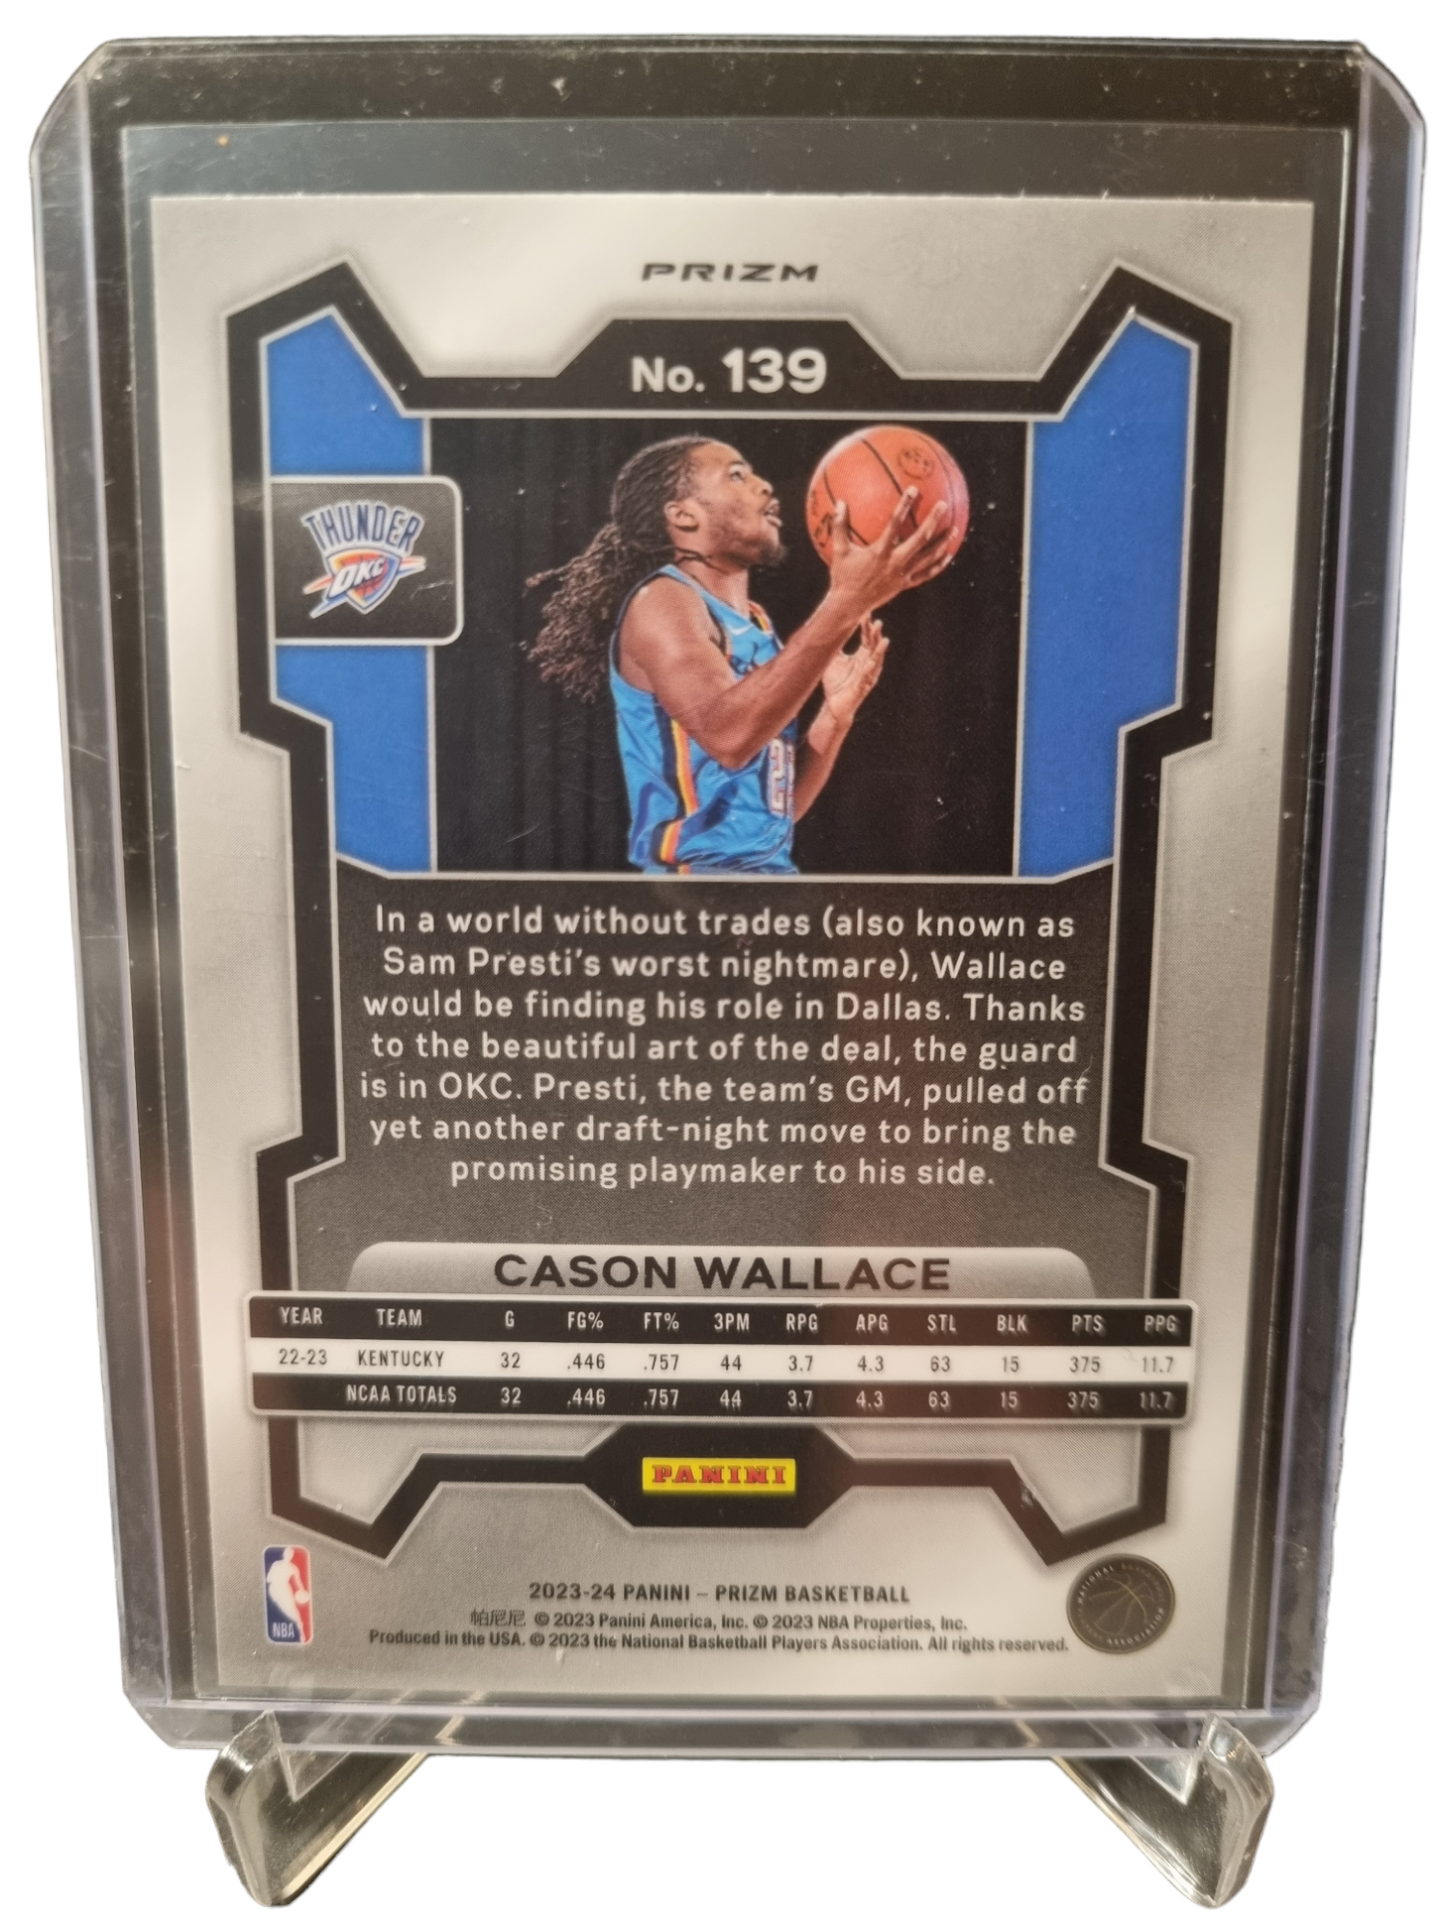 PRIZM
No. 139
THUNDER
OKC
In a world without trades (also known as
Sam Presti's worst nightmare), Wallace
would be finding his role in Dallas. Thanks
to the beautiful art of the deal, the guard
is in OKC. Presti, the team's GM, pulled off
yet another draft-night move to bring the
promising playmaker to his side.
CASON WALLACE
YEAR TEAM G FG% FT% 3PM RPG APG STL BLK PTS PPG
22-23 KENTUCKY 32 .446 .757 44 3.7 4.3 63 15 375 11.7
NCAA TOTALS 32 .446 .757 44 3.7 4.3 63 15 375 11.7
PANINI
NBA
2023-24 PANINI – PRIZM BASKETBALL
帕尼尼 © 2023 Panini America, Inc. © 2023 NBA Properties, Inc.
Produced in the USA. © 2023 the National Basketball Players Association. All rights reserved.
NATIONAL
ASSOCIATION